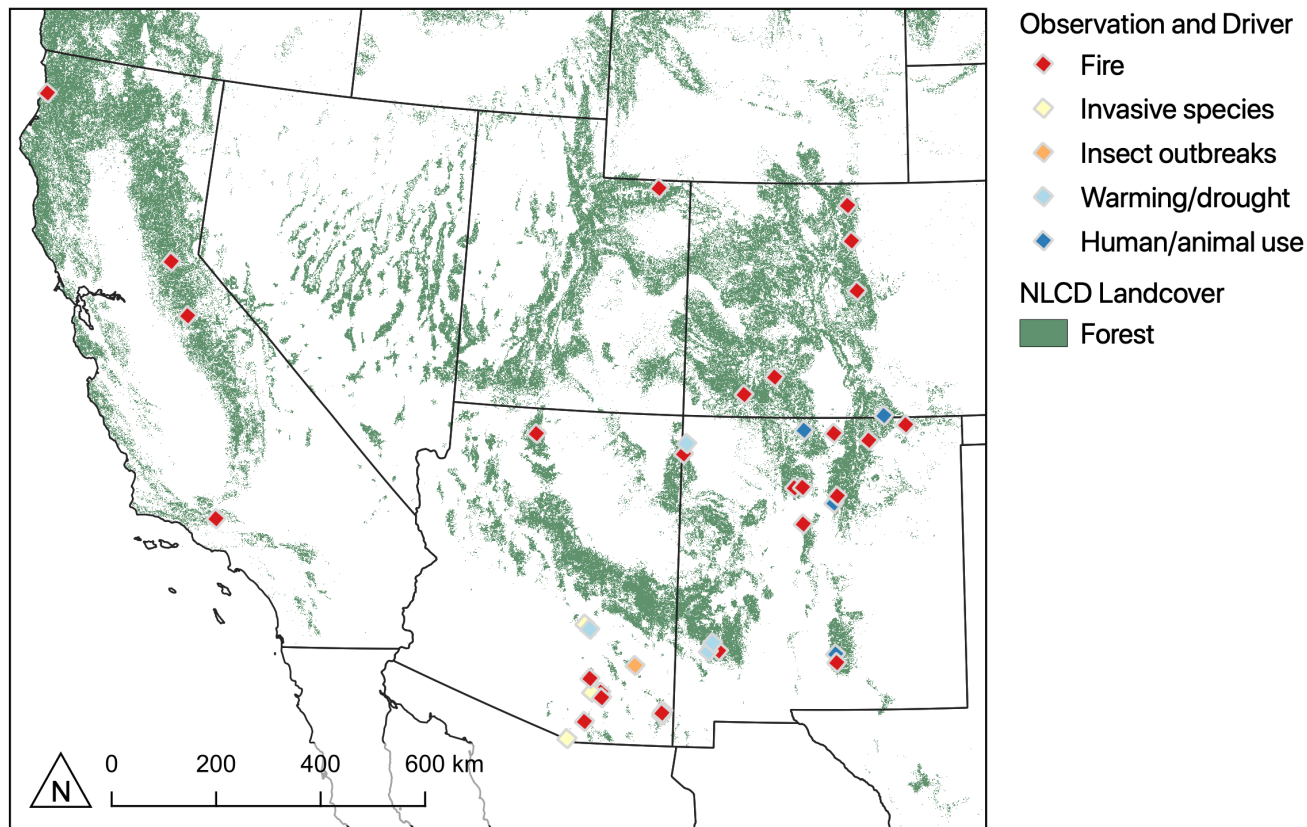 Observation and Driver
Fire
Invasive species
Insect outbreaks
Warming/drought
Human/animal use
NLCD Landcover
Forest
0 200 400 600 km
N